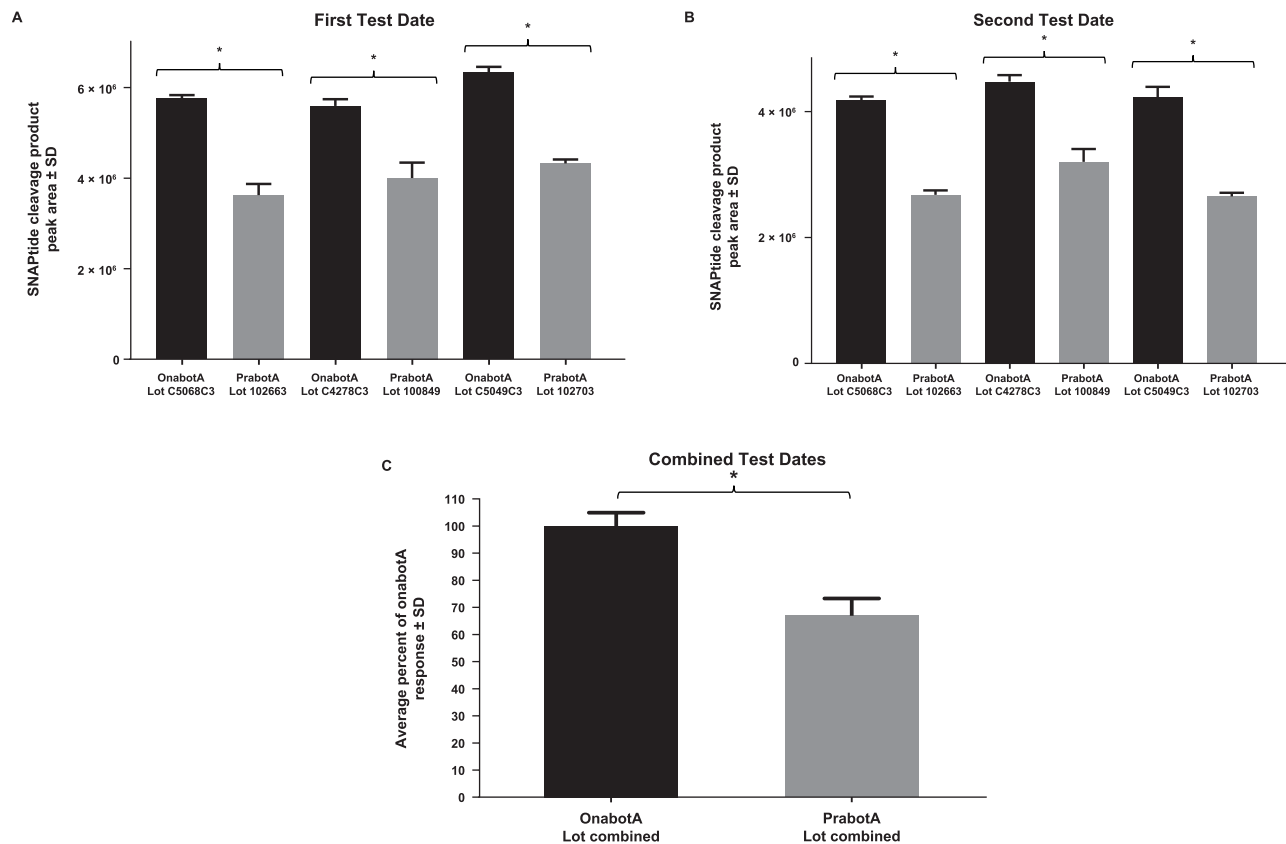 A
First Test Date
*
*
*
SNAPtide cleavage product
peak area ± SD
6 × 10⁶
4 × 10⁶
2 × 10⁶
0
OnabotA
Lot C5068C3
PrabotA
Lot 102663
OnabotA
Lot C4278C3
PrabotA
Lot 100849
OnabotA
Lot C5049C3
PrabotA
Lot 102703
B
Second Test Date
*
*
*
SNAPtide cleavage product
peak area ± SD
4 × 10⁶
2 × 10⁶
0
OnabotA
Lot C5068C3
PrabotA
Lot 102663
OnabotA
Lot C4278C3
PrabotA
Lot 100849
OnabotA
Lot C5049C3
PrabotA
Lot 102703
C
Combined Test Dates
*
Average percent of onabotA
response ± SD
110
100
90
80
70
60
50
40
30
20
10
0
OnabotA
Lot combined
PrabotA
Lot combined